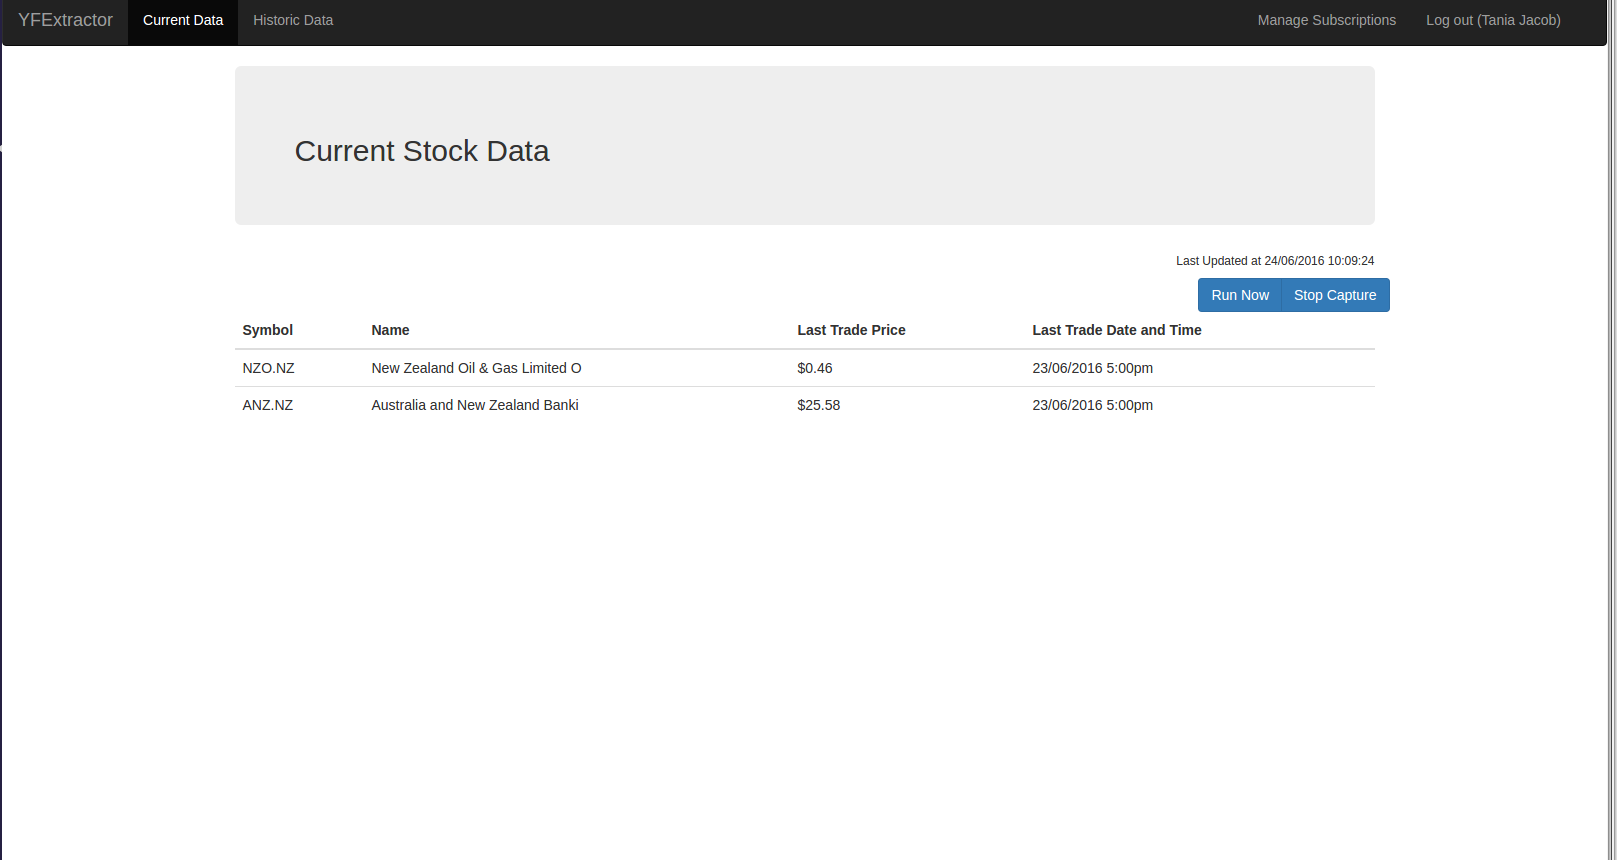 YFExtractor Current Data Historic Data Manage Subscriptions Log out (Tania Jacob)
Current Stock Data
Last Updated at 24/06/2016 10:09:24
Run Now Stop Capture
Symbol Name Last Trade Price Last Trade Date and Time
NZO.NZ New Zealand Oil & Gas Limited O $0.46 23/06/2016 5:00pm
ANZ.NZ Australia and New Zealand Banki $25.58 23/06/2016 5:00pm